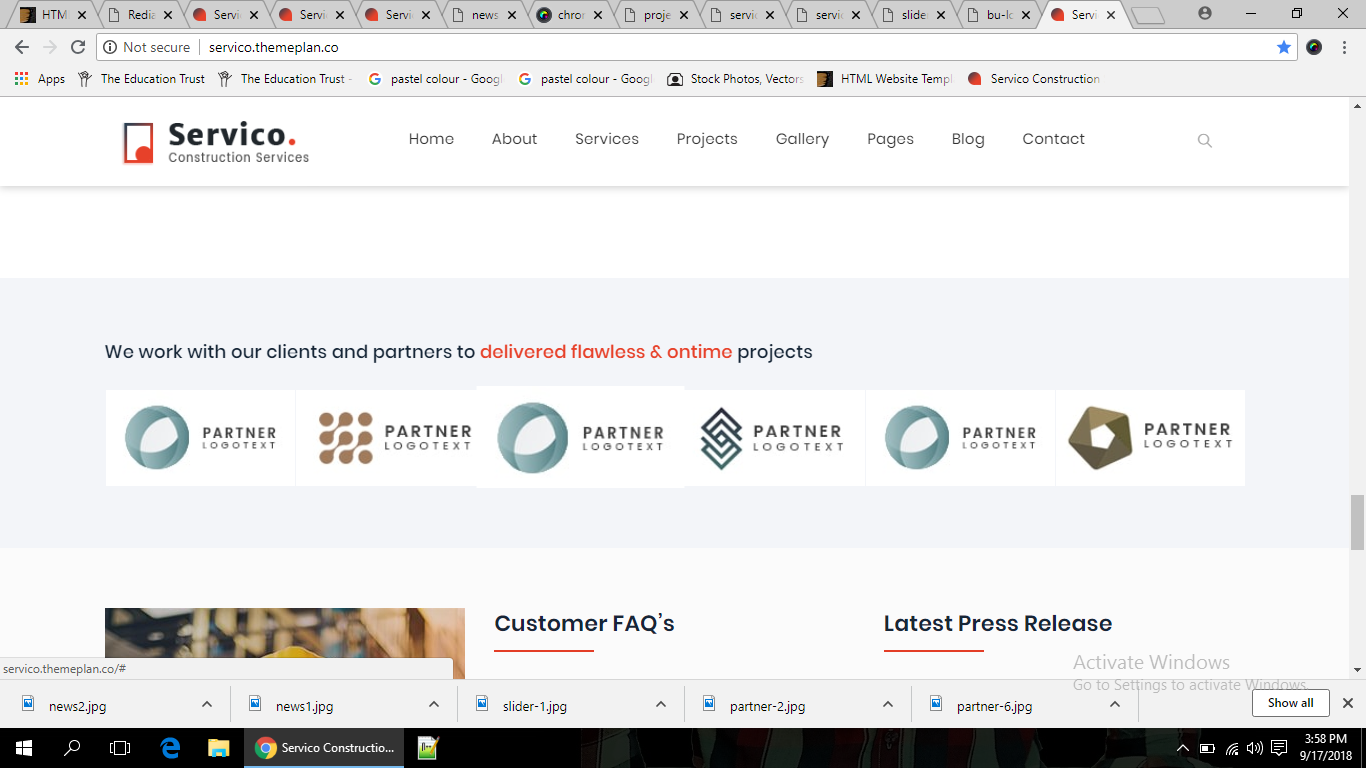 HTM
Redia
Servi
Servi
Servi
news
chron
proje
servic
servic
slider
bu-lo
Servi
Not secure
servico.themeplan.co
Apps
The Education Trust
The Education Trust -
pastel colour - Googl
pastel colour - Googl
Stock Photos, Vectors
HTML Website Templ
Servico Construction
Servico.
Construction Services
Home
About
Services
Projects
Gallery
Pages
Blog
Contact
We work with our clients and partners to delivered flawless & ontime projects
PARTNER
LOGOTEXT
PARTNER
LOGOTEXT
PARTNER
LOGOTEXT
PARTNER
LOGOTEXT
PARTNER
LOGOTEXT
PARTNER
LOGOTEXT
Customer FAQ's
Latest Press Release
servico.themeplan.co/#
Activate Windows
Go to Settings to activate Windows.
news2.jpg
news1.jpg
slider-1.jpg
partner-2.jpg
partner-6.jpg
Show all
Servico Constructio...
3:58 PM
9/17/2018